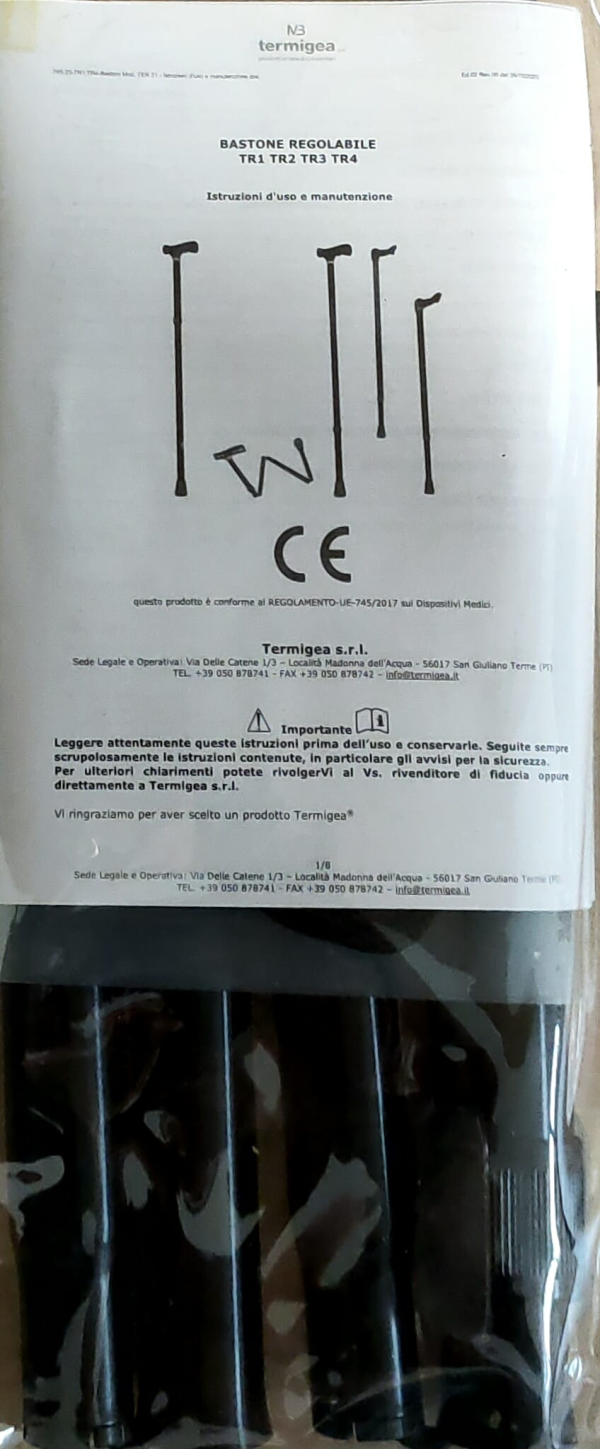 termigea
BASTONE REGOLABILE
TR1 TR2 TR3 TR4
Istruzioni d'uso e manutenzione
CE
questo prodotto è conforme al REGOLAMENTO-UE-745/2017 sui Dispositivi Medici.
Termigea s.r.l.
Sede Legale e Operativa: Via Delle Catene 1/3 – Località Madonna dell'Acqua - 56017 San Giuliano Terme (PI)
TEL. +39 050 878741 - FAX +39 050 878742 – info@termigea.it
Importante
Leggere attentamente queste istruzioni prima dell'uso e conservarle. Seguite sempre
scrupolosamente le istruzioni contenute, in particolare gli avvisi per la sicurezza.
Per ulteriori chiarimenti potete rivolgerVi al Vs. rivenditore di fiducia oppure
direttamente a Termigea s.r.l.
Vi ringraziamo per aver scelto un prodotto Termigea®
1/8
Sede Legale e Operativa: Via Delle Catene 1/3 – Località Madonna dell'Acqua - 56017 San Giuliano Terme (PI)
TEL. +39 050 878741 - FAX +39 050 878742 – info@termigea.it